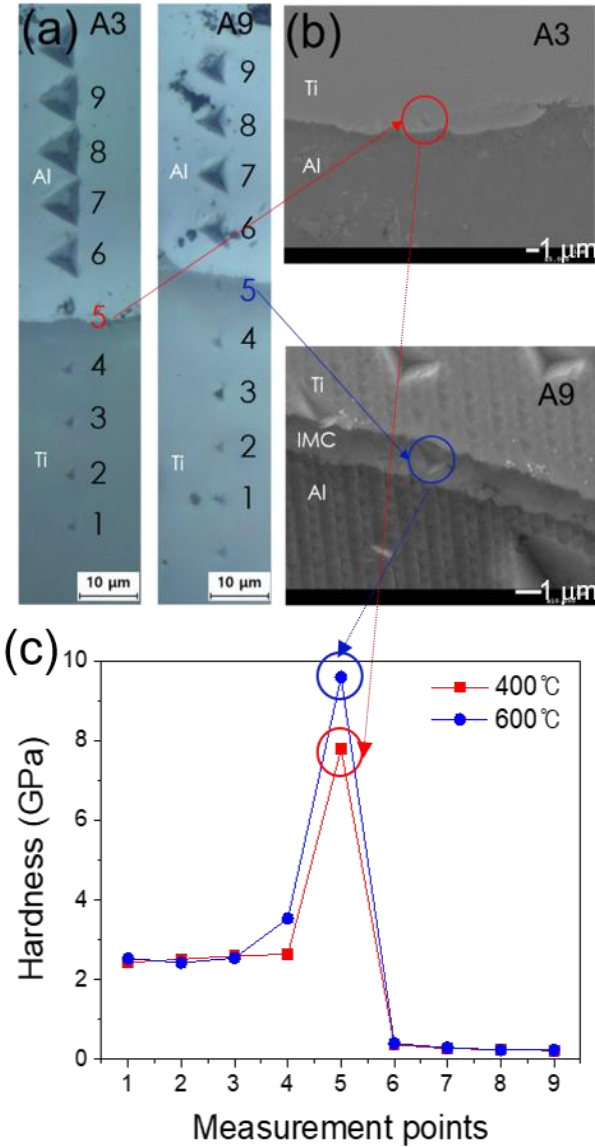 (a) A3
9
8
Al
7
6
5
4
3
Ti
2
1
10 μm
A9
9
8
Al
7
6
5
4
3
2
Ti
1
10 μm
(b) A3
Ti
Al
1 μm
Ti
A9
IMC
Al
1 μm
(c)
10
8
6
4
2
0
Hardness (GPa)
400℃
600℃
1 2 3 4 5 6 7 8 9
Measurement points